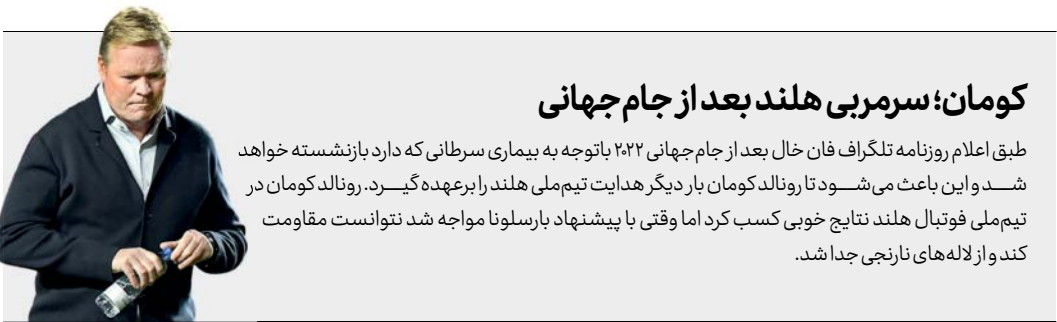 کومان؛ سرمربی هلند بعد از جام جهانی
طبق اعلام روزنامه تلگراف فان خال بعد از جام جهانی ۲۰۲۲ باتوجه به بیماری سرطانی که دارد بازنشسته خواهد
شــد و این باعث می‌شــود تا رونالد کومان بار دیگر هدایت تیم‌ملی هلند را برعهده گیــرد. رونالد کومان در
تیم‌ملی فوتبال هلند نتایج خوبی کسب کرد اما وقتی با پیشنهاد بارسلونا مواجه شد نتوانست مقاومت
کند و از لاله‌های نارنجی جدا شد.